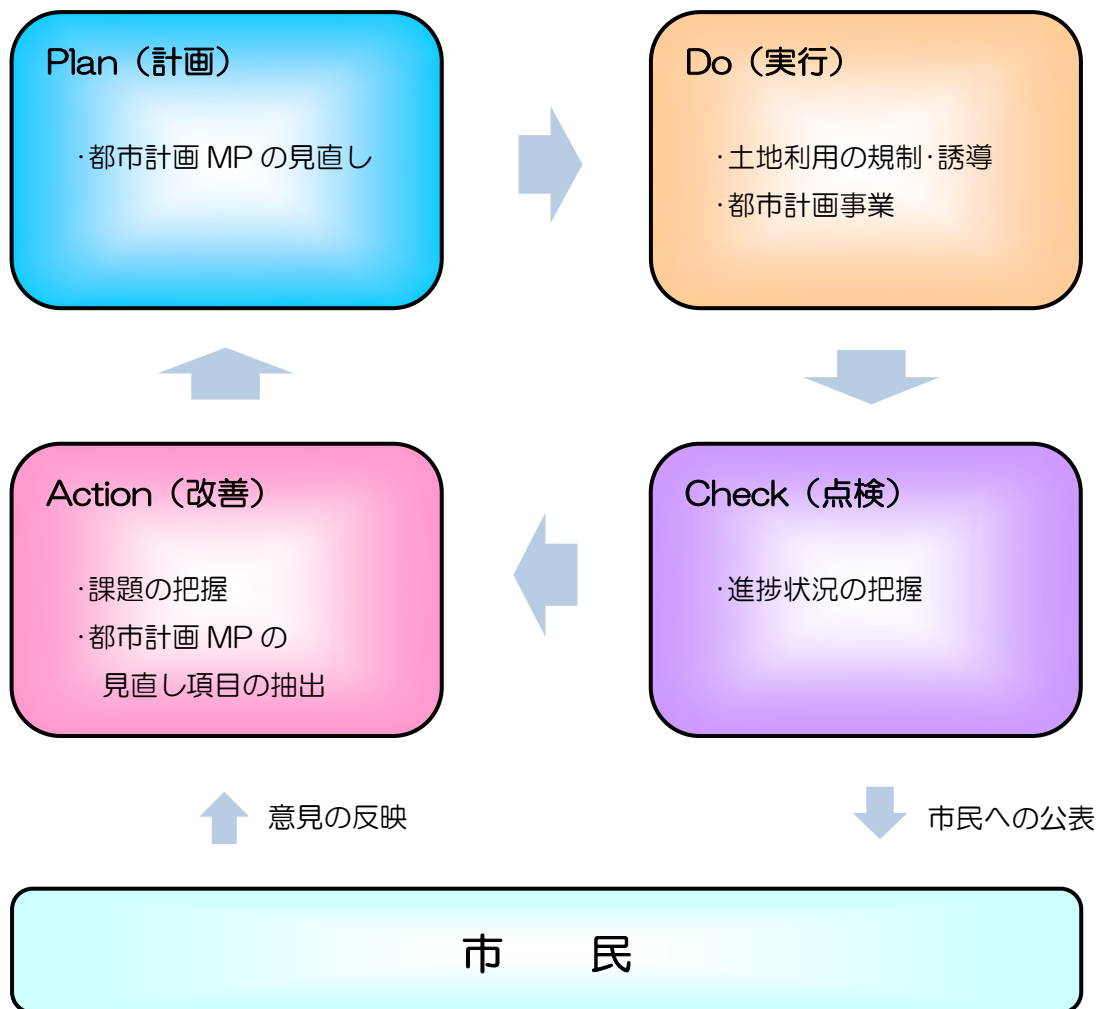 Plan（計画）
･都市計画 MP の見直し
Do（実行）
･土地利用の規制･誘導
･都市計画事業
Action（改善）
･課題の把握
･都市計画 MP の
見直し項目の抽出
Check（点検）
･進捗状況の把握
意見の反映
市民への公表
市　民